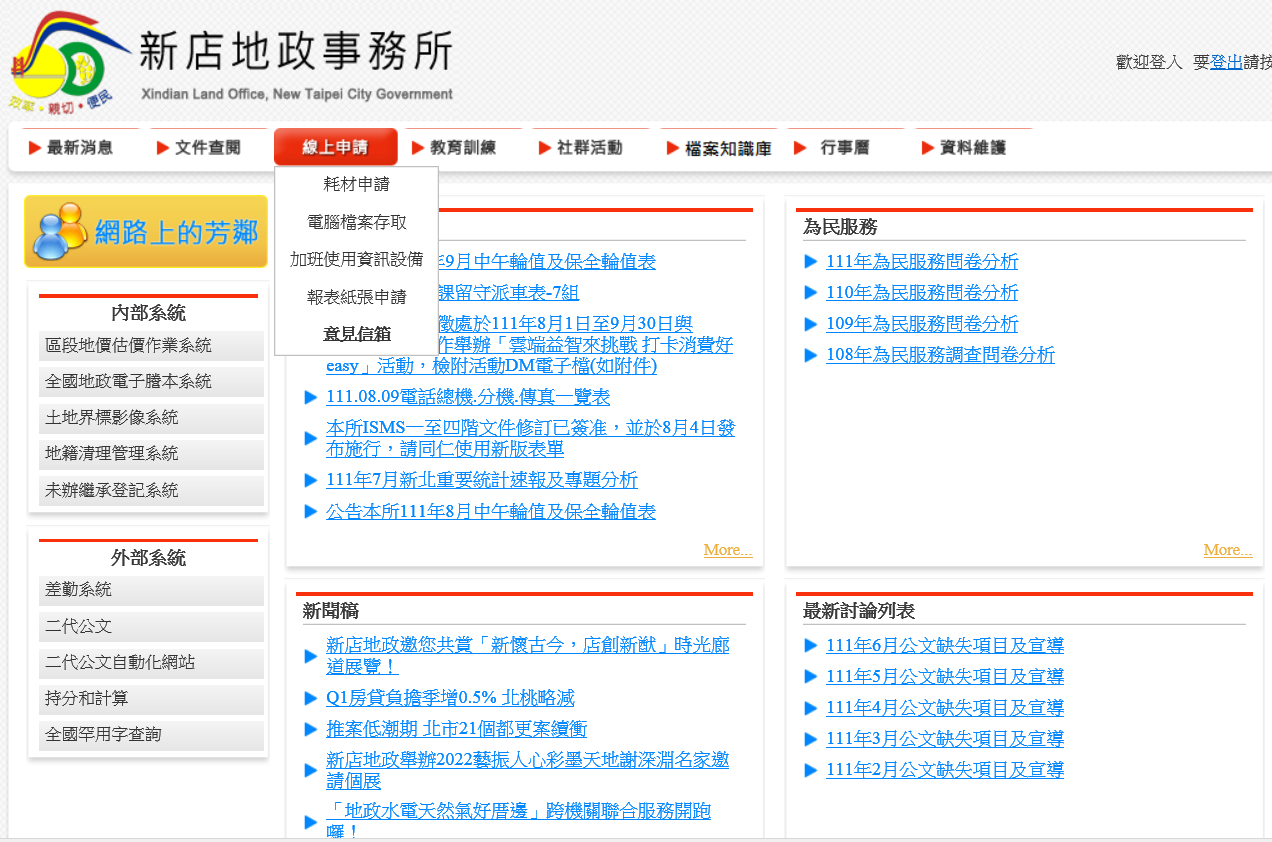 新店地政事務所
Xindian Land Office, New Taipei City Government
親切・便民
歡迎登入 要登出請按
最新消息 文件查閱 線上申請 教育訓練 社群活動 檔案知識庫 行事曆 資料維護
耗材申請
電腦檔案存取
加班使用資訊設備
報表紙張申請
意見信箱
網路上的芳鄰
內部系統
區段地價估價作業系統
全國地政電子謄本系統
土地界標影像系統
地籍清理管理系統
未辦繼承登記系統
外部系統
差勤系統
二代公文
二代公文自動化網站
持分和計算
全國罕用字查詢
年9月中午輪值及保全輪值表
課留守派車表-7組
徵處於111年8月1日至9月30日與
作舉辦「雲端益智來挑戰 打卡消費好
easy」活動，檢附活動DM電子檔(如附件)
111.08.09電話總機.分機.傳真一覽表
本所ISMS一至四階文件修訂已簽准，並於8月4日發
布施行，請同仁使用新版表單
111年7月新北重要統計速報及專題分析
公告本所111年8月中午輪值及保全輪值表
More...
為民服務
111年為民服務問卷分析
110年為民服務問卷分析
109年為民服務問卷分析
108年為民服務調查問卷分析
More...
新聞稿
新店地政邀您共賞「新懷古今，店創新猷」時光廊
道展覽！
Q1房貸負擔季增0.5% 北桃略減
推案低潮期 北市21個都更案續衝
新店地政舉辦2022藝振人心彩墨天地謝深淵名家邀
請個展
「地政水電天然氣好厝邊」跨機關聯合服務開跑
囉！
最新討論列表
111年6月公文缺失項目及宣導
111年5月公文缺失項目及宣導
111年4月公文缺失項目及宣導
111年3月公文缺失項目及宣導
111年2月公文缺失項目及宣導